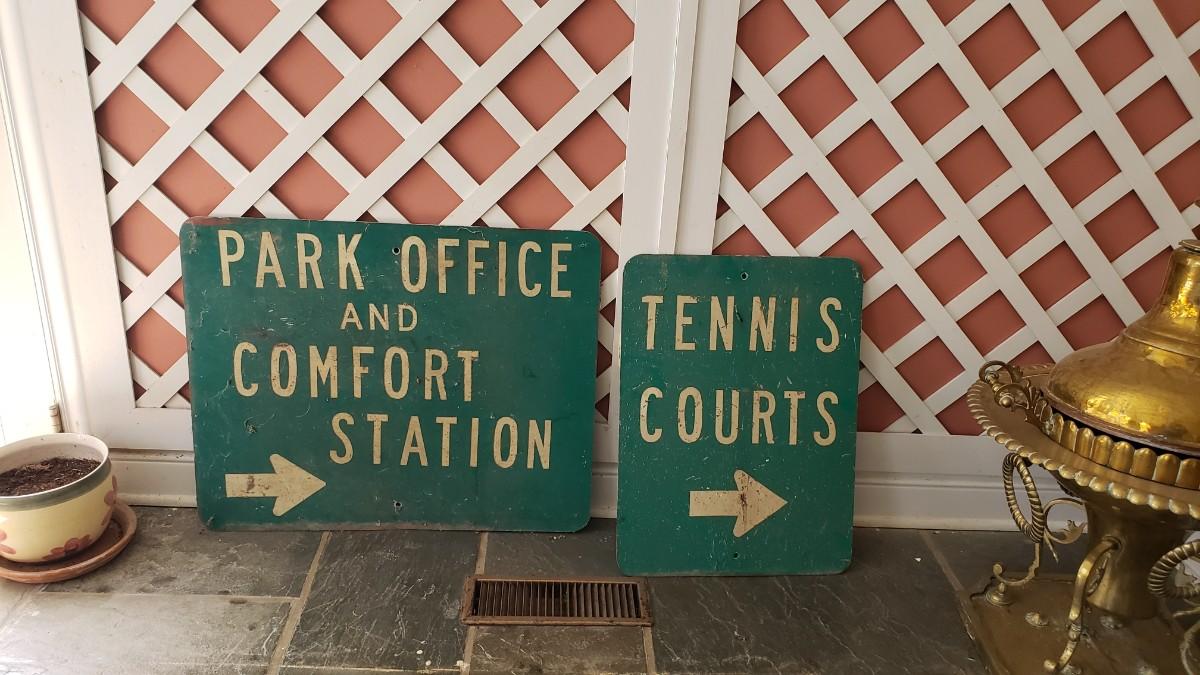 PARK OFFICE
AND
COMFORT
STATION
TENNIS
COURTS